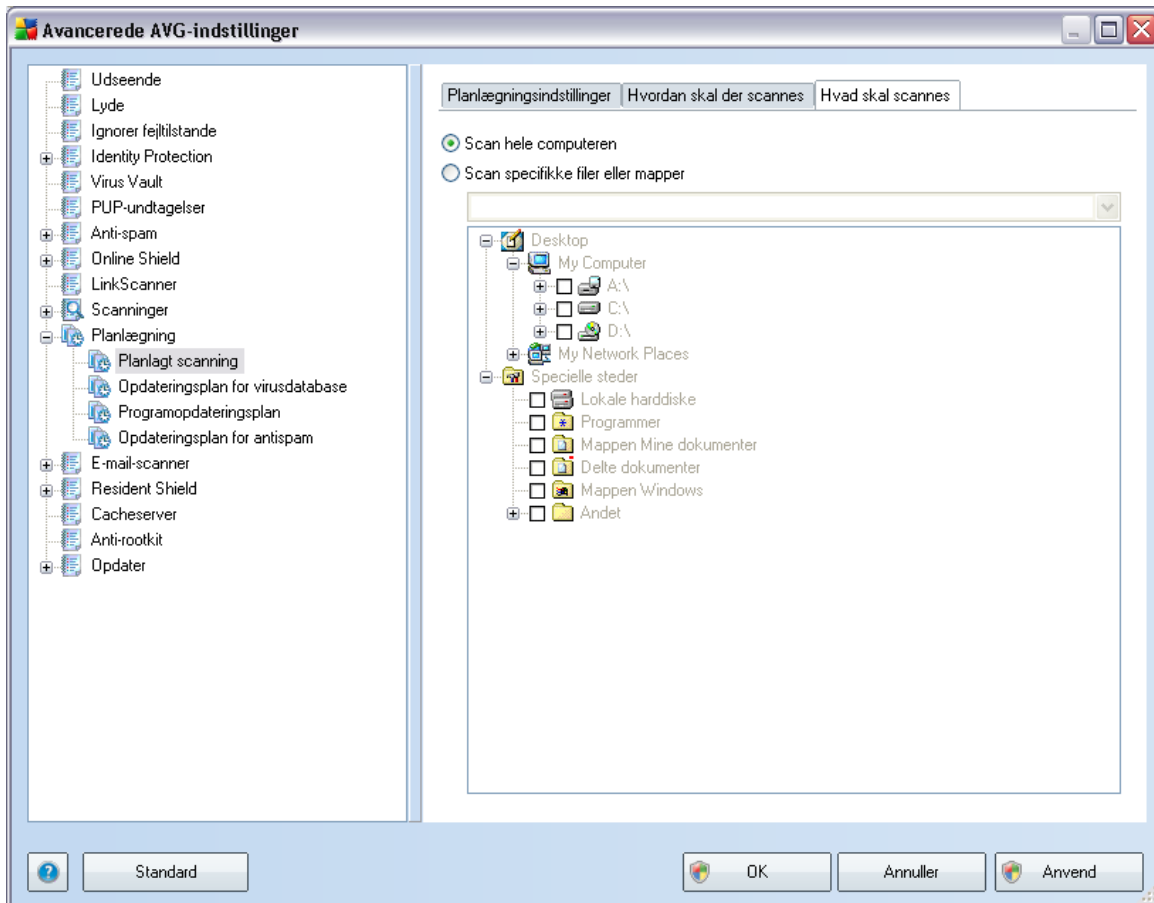 Avancerede AVG-indstillinger
Udseende
Lyde
Ignorer fejltilstande
Identity Protection
Virus Vault
PUP-undtagelser
Anti-spam
Online Shield
LinkScanner
Scanninger
Planlægning
Planlagt scanning
Opdateringsplan for virusdatabase
Programopdateringsplan
Opdateringsplan for antispam
E-mail-scanner
Resident Shield
Cacheserver
Anti-rootkit
Opdater
Planlægningsindstillinger Hvordan skal der scannes Hvad skal scannes
Scan hele computeren
Scan specifikke filer eller mapper
Desktop
My Computer
A:\
C:\
D:\
My Network Places
Specielle steder
Lokale harddiske
Programmer
Mappen Mine dokumenter
Delte dokumenter
Mappen Windows
Andet
Standard OK Annuller Anvend